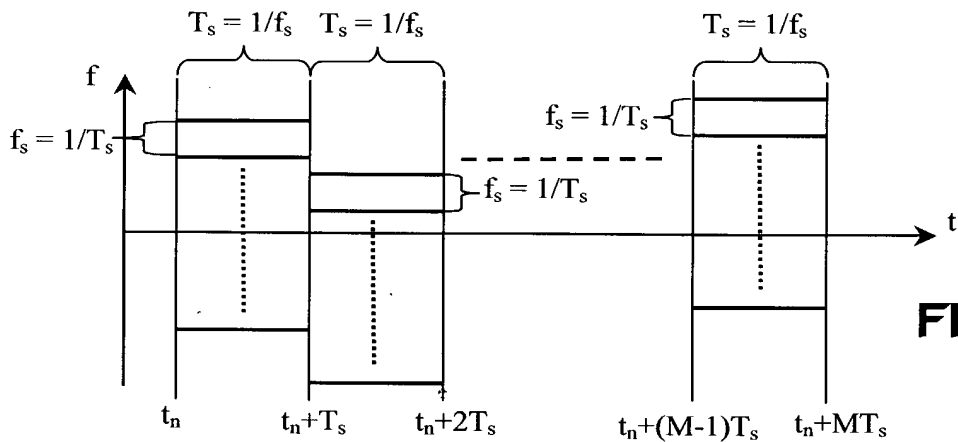 Tₛ = 1/fₛ Tₛ = 1/fₛ Tₛ = 1/fₛ
f
fₛ = 1/Tₛ
fₛ = 1/Tₛ
fₛ = 1/Tₛ
t
FI
tₙ tₙ+Tₛ tₙ+2Tₛ tₙ+(M-1)Tₛ tₙ+MTₛ